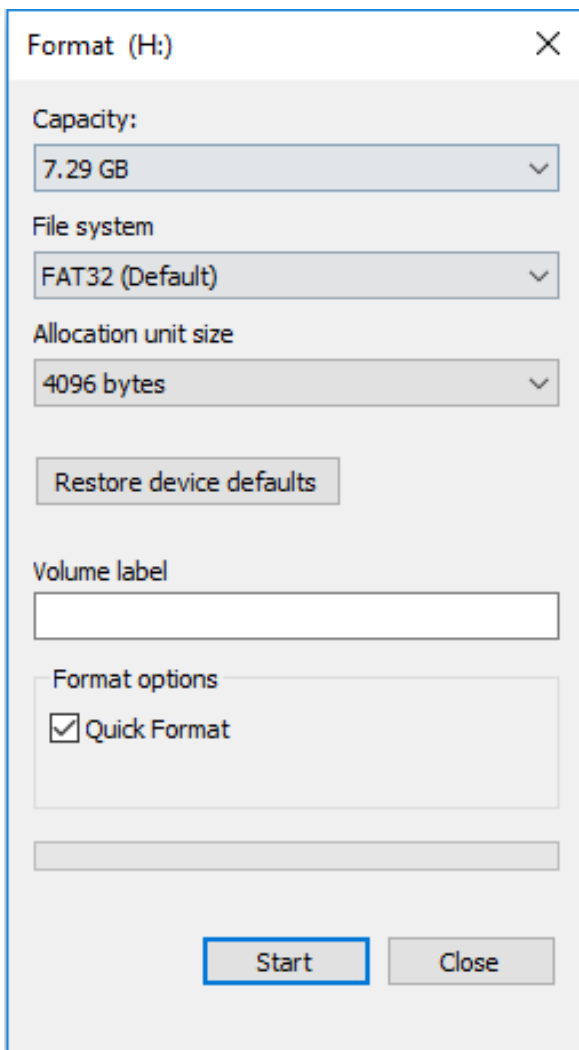 Format (H:)
Capacity:
7.29 GB
File system
FAT32 (Default)
Allocation unit size
4096 bytes
Restore device defaults
Volume label
Format options
Quick Format
Start Close